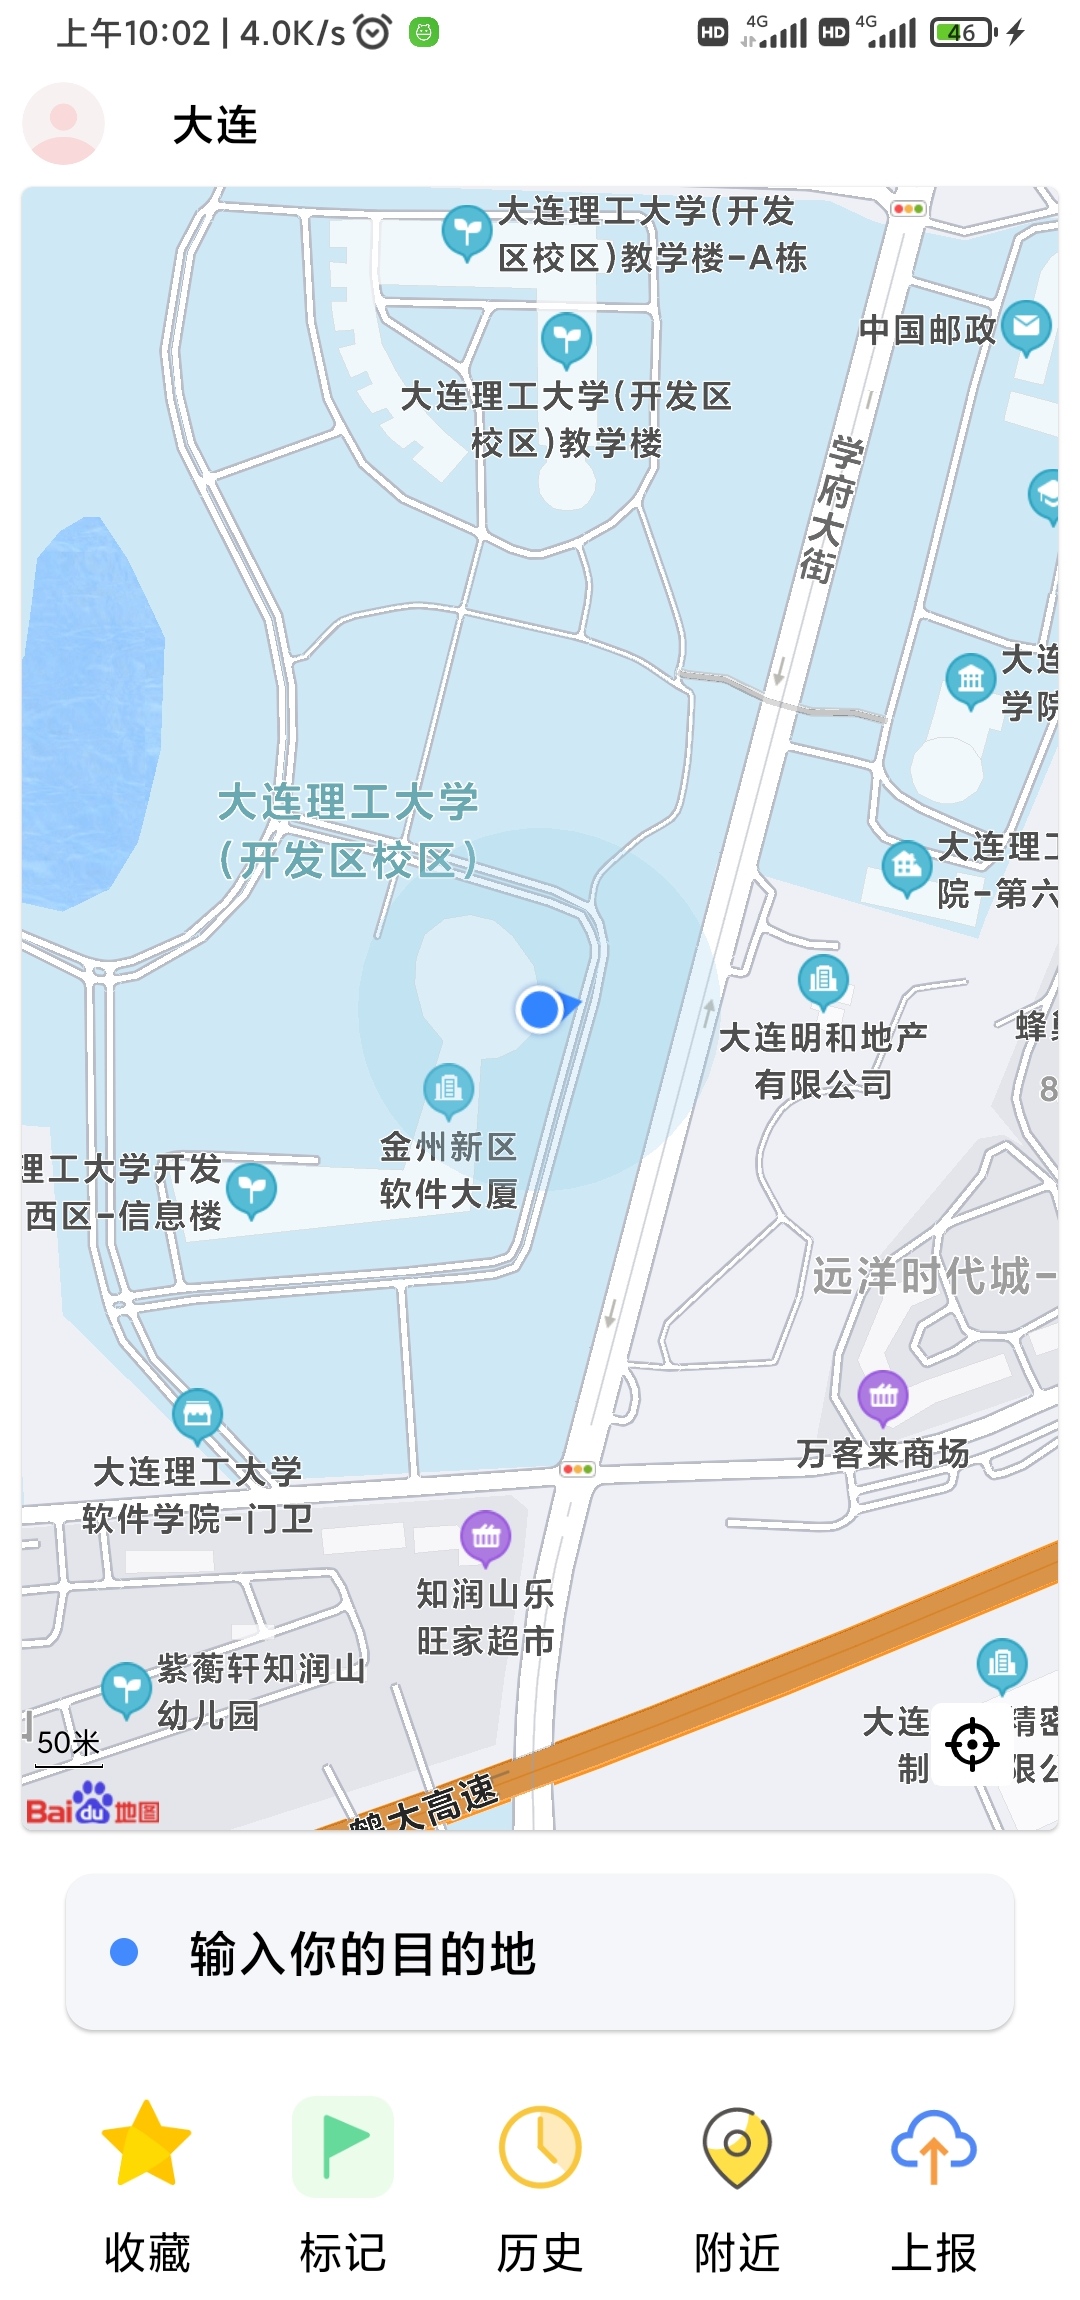 上午10:02 | 4.0K/s
HD 4G HD 4G 46
大连
大连理工大学(开发
区校区)教学楼-A栋
中国邮政
大连理工大学(开发区
校区)教学楼
学府大街
大连
学院
大连理工大学
(开发区校区)
大连理工
院-第六
大连明和地产
有限公司
蜂巢
8
金州新区
软件大厦
理工大学开发
西区-信息楼
远洋时代城-
万客来商场
大连理工大学
软件学院-门卫
知润山乐
旺家超市
紫蘅轩知润山
幼儿园
大连 精密
制 限公
50米
鹤大高速
Baidu地图
输入你的目的地
收藏
标记
历史
附近
上报